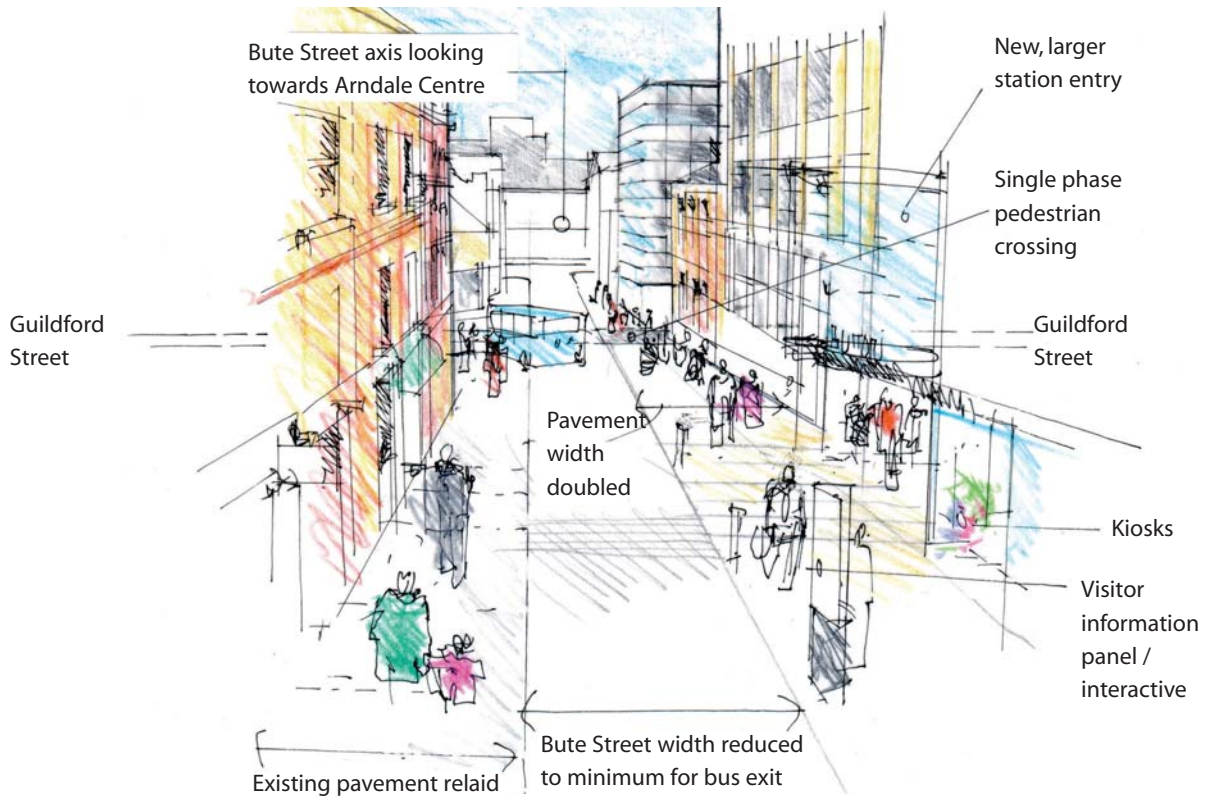 Bute Street axis looking
towards Arndale Centre
New, larger
station entry
Single phase
pedestrian
crossing
Guildford
Street
Guildford
Street
Pavement
width
doubled
Kiosks
Visitor
information
panel /
interactive
Bute Street width reduced
to minimum for bus exit
Existing pavement relaid